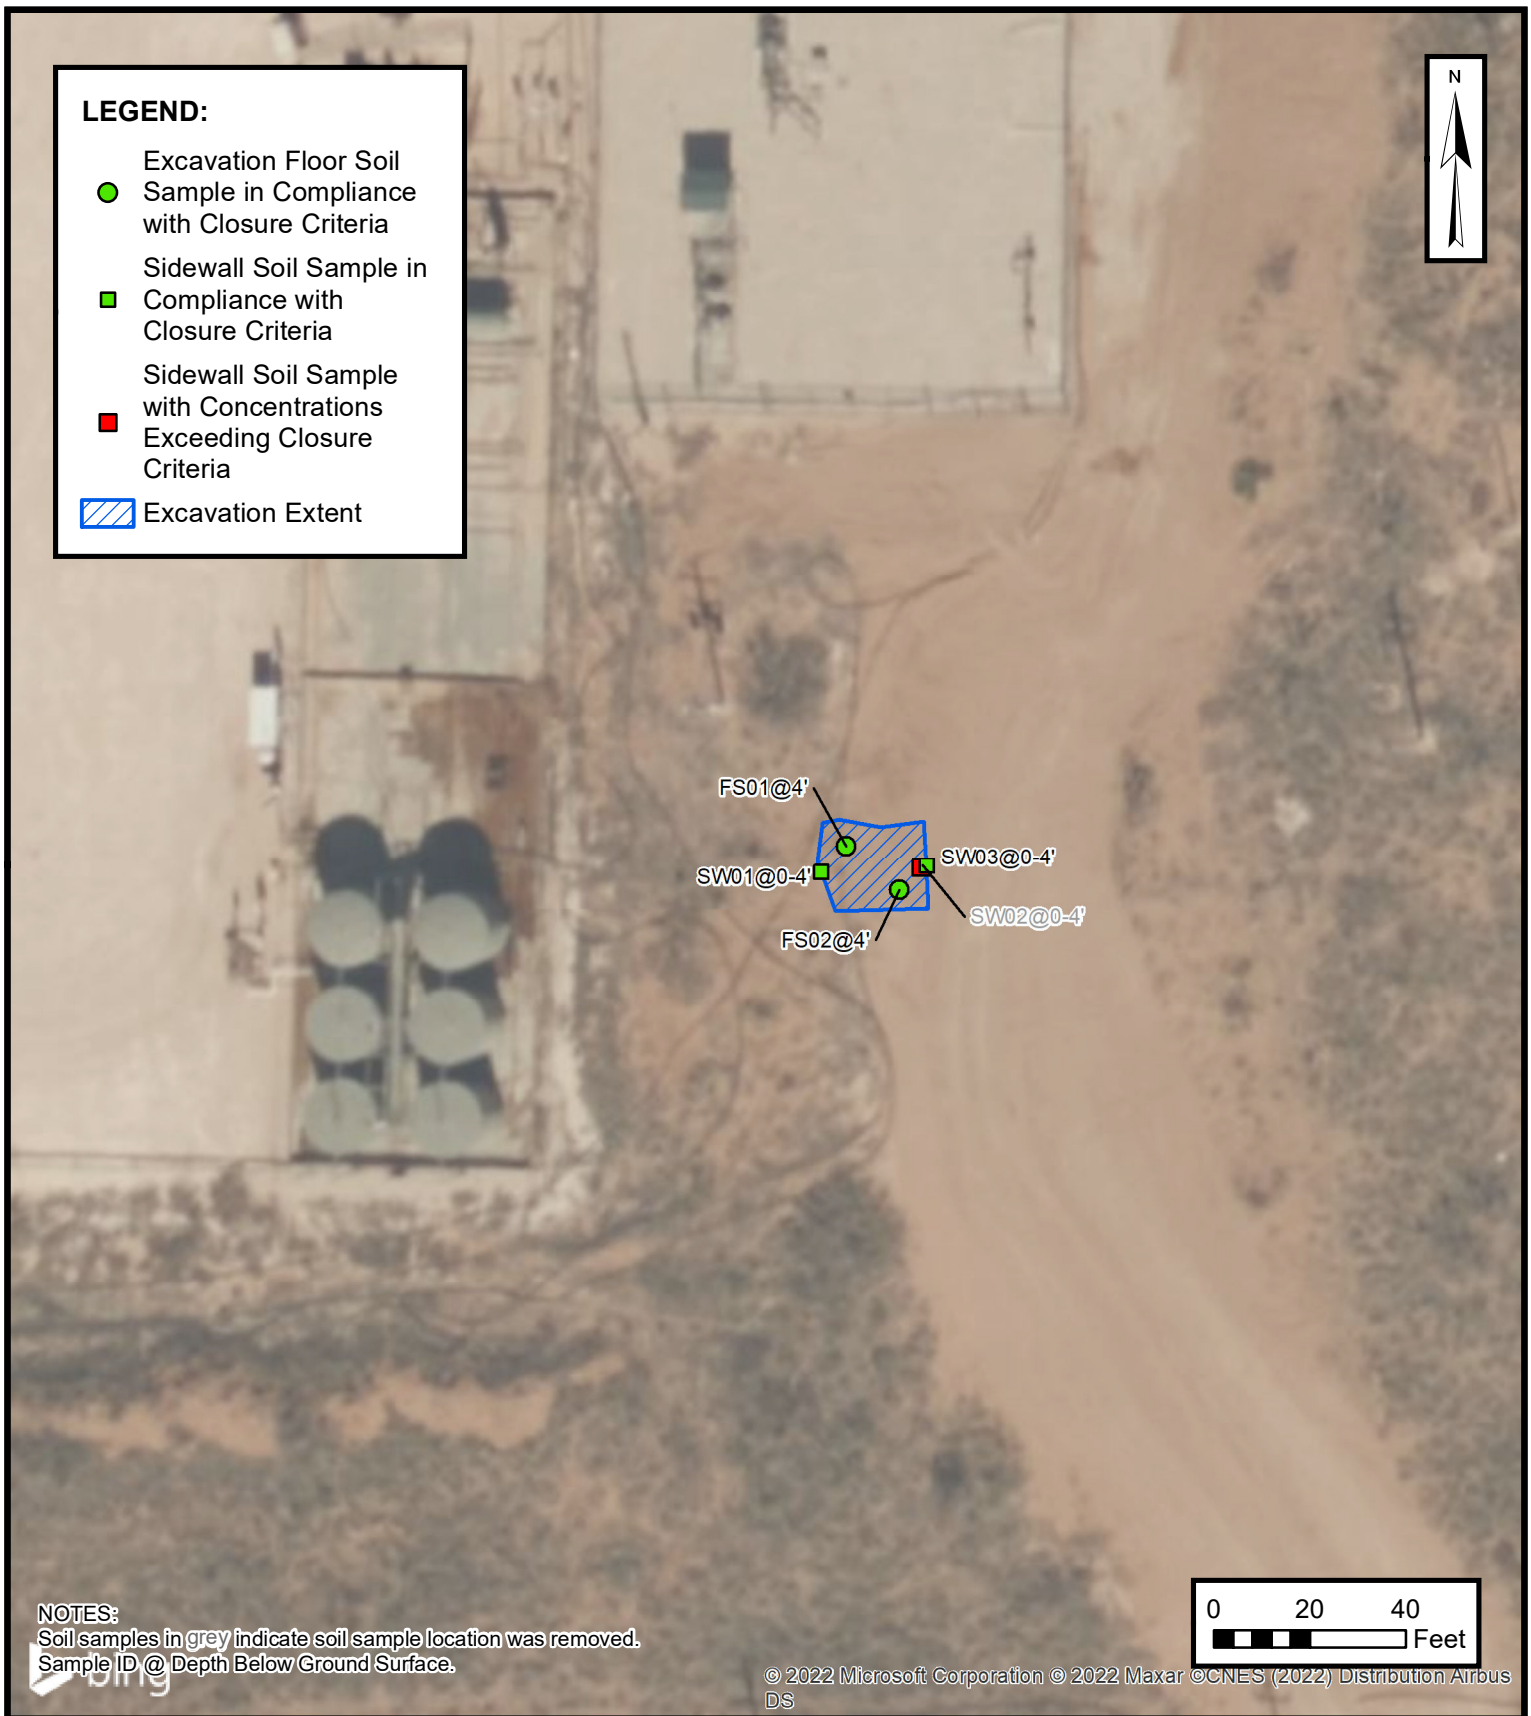 LEGEND:
Excavation Floor Soil
Sample in Compliance
with Closure Criteria
Sidewall Soil Sample in
Compliance with
Closure Criteria
Sidewall Soil Sample
with Concentrations
Exceeding Closure
Criteria
Excavation Extent
N
FS01@4'
SW03@0-4'
SW01@0-4'
SW02@0-4'
FS02@4'
0 20 40
Feet
NOTES:
Soil samples in grey indicate soil sample location was removed.
Sample ID @ Depth Below Ground Surface.
bing
© 2022 Microsoft Corporation © 2022 Maxar ©CNES (2022) Distribution Airbus
DS